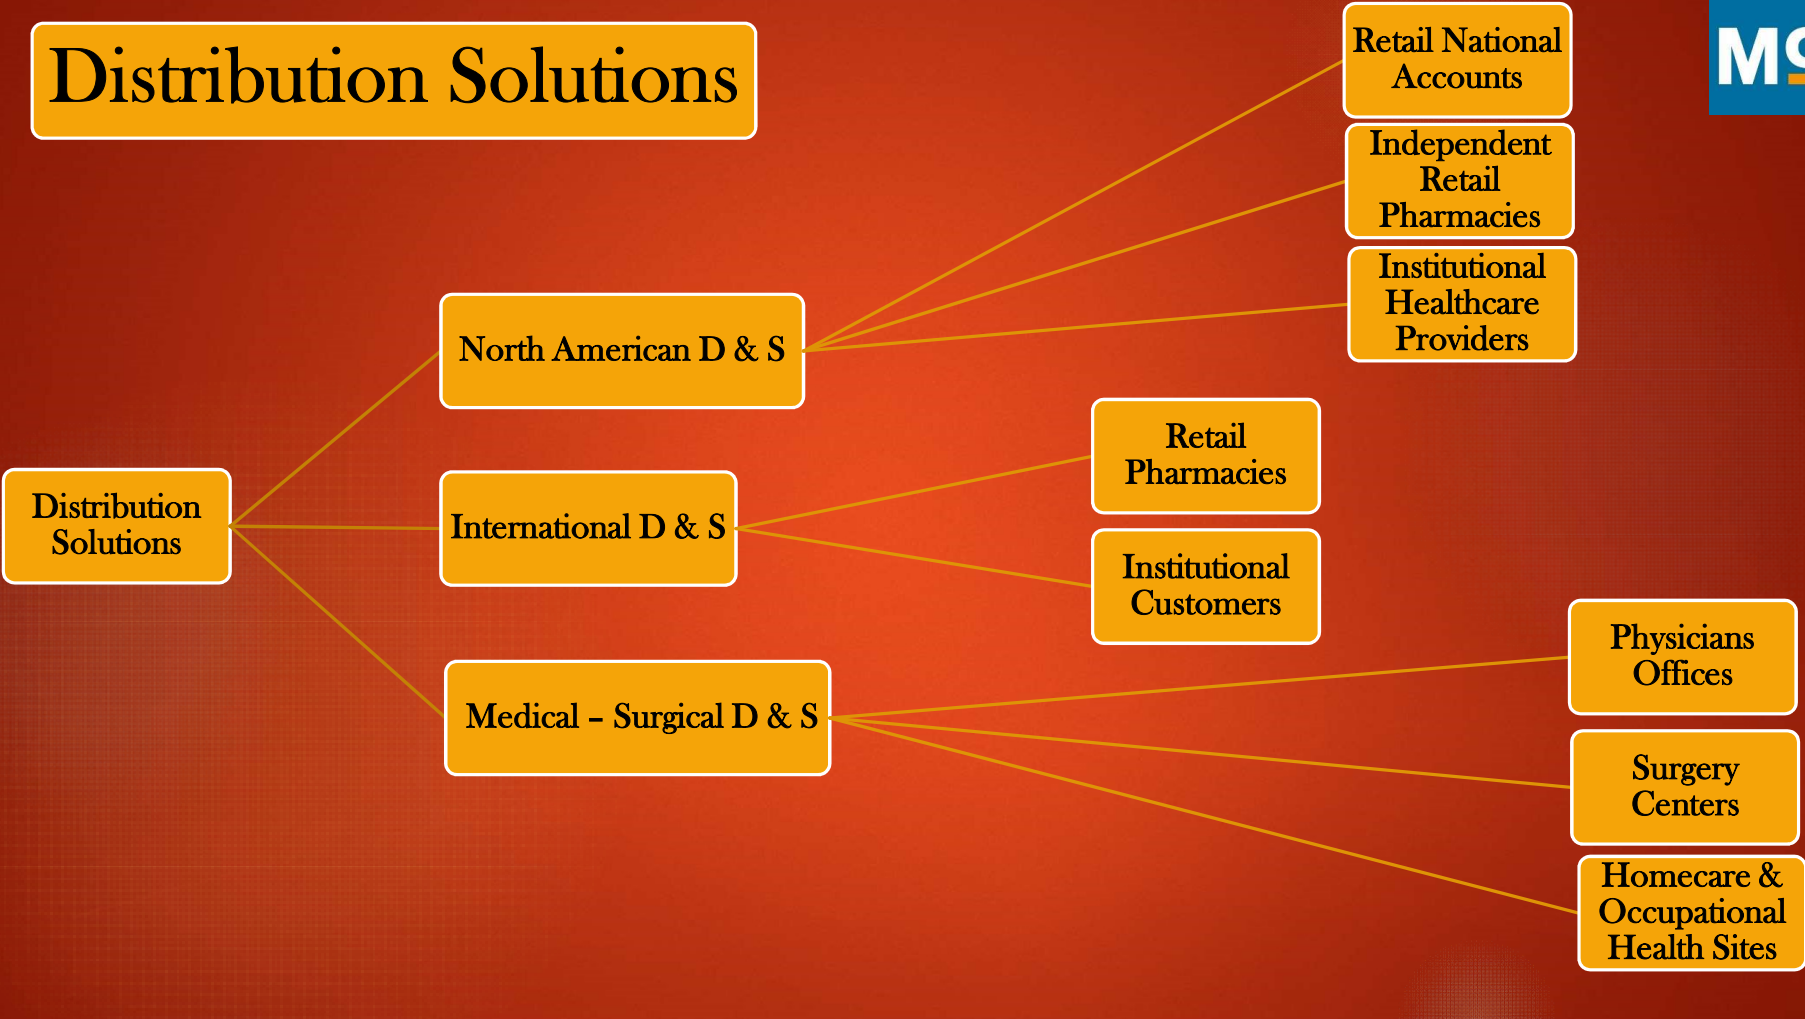 Distribution Solutions
Retail National
Accounts
Independent
Retail
Pharmacies
Institutional
Healthcare
Providers
North American D & S
Retail
Pharmacies
Distribution
Solutions
International D & S
Institutional
Customers
Physicians
Offices
Medical – Surgical D & S
Surgery
Centers
Homecare &
Occupational
Health Sites